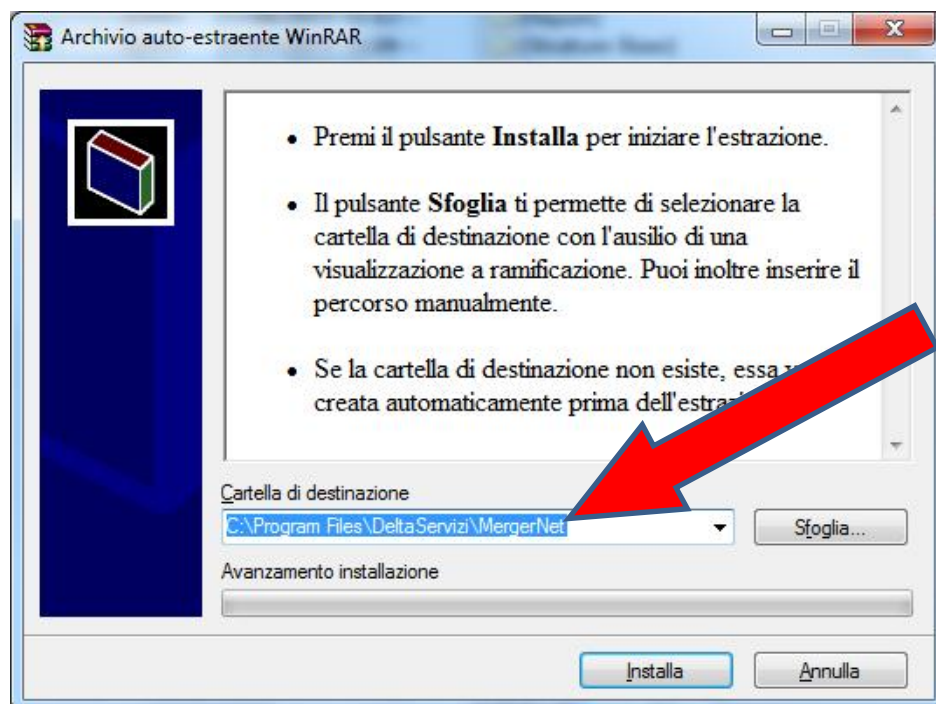 Archivio auto-estraente WinRAR
Premi il pulsante Installa per iniziare l'estrazione.
Il pulsante Sfoglia ti permette di selezionare la
cartella di destinazione con l'ausilio di una
visualizzazione a ramificazione. Puoi inoltre inserire il
percorso manualmente.
Se la cartella di destinazione non esiste, essa
creata automaticamente prima
Cartella di destinazione
C:\Program Files\DeltaServizi\MergerNet
Sfoglia...
Avanzamento installazione
Installa
Annulla